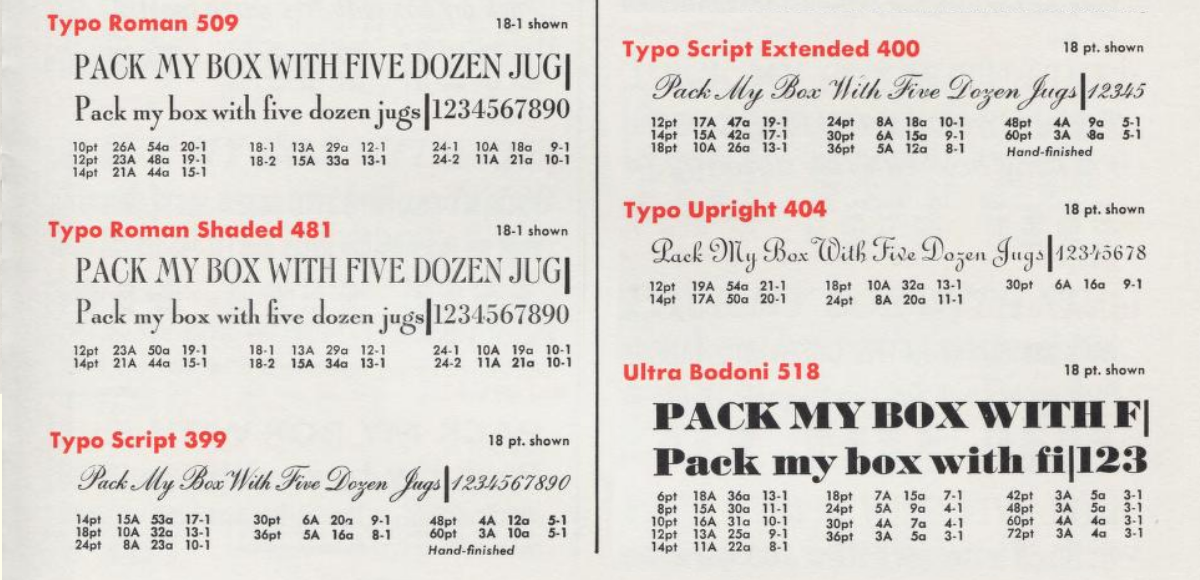 Typo Roman 509 18-1 shown
PACK MY BOX WITH FIVE DOZEN JUG|
Pack my box with five dozen jugs|1234567890
10pt 26A 54a 20-1 18-1 13A 29a 12-1 24-1 10A 18a 9-1
12pt 23A 48a 19-1 18-2 15A 33a 13-1 24-2 11A 21a 10-1
14pt 21A 44a 15-1
Typo Roman Shaded 481 18-1 shown
PACK MY BOX WITH FIVE DOZEN JUG|
Pack my box with five dozen jugs|1234567890
12pt 23A 50a 19-1 18-1 13A 29a 12-1 24-1 10A 19a 10-1
14pt 21A 44a 15-1 18-2 15A 34a 13-1 24-2 11A 21a 10-1
Typo Script 399 18 pt. shown
Pack My Box With Five Dozen Jugs|1234567890
14pt 15A 53a 17-1 30pt 6A 20a 9-1 48pt 4A 12a 5-1
18pt 10A 32a 13-1 36pt 5A 16a 8-1 60pt 3A 10a 5-1
24pt 8A 23a 10-1 Hand-finished
Typo Script Extended 400 18 pt. shown
Pack My Box With Five Dozen Jugs|12345
12pt 17A 47a 19-1 24pt 8A 18a 10-1 48pt 4A 9a 5-1
14pt 15A 42a 17-1 30pt 6A 15a 9-1 60pt 3A 8a 5-1
18pt 10A 26a 13-1 36pt 5A 12a 8-1 Hand-finished
Typo Upright 404 18 pt. shown
Pack My Box With Five Dozen Jugs|12345678
12pt 19A 54a 21-1 18pt 10A 32a 13-1 30pt 6A 16a 9-1
14pt 17A 50a 20-1 24pt 8A 20a 11-1
Ultra Bodoni 518 18 pt. shown
PACK MY BOX WITH F|
Pack my box with fi|123
6pt 18A 36a 13-1 18pt 7A 15a 7-1 42pt 3A 5a 3-1
8pt 15A 30a 11-1 24pt 5A 9a 4-1 48pt 3A 5a 3-1
10pt 16A 31a 10-1 30pt 4A 7a 4-1 60pt 4A 4a 3-1
12pt 13A 25a 9-1 36pt 3A 5a 3-1 72pt 3A 4a 3-1
14pt 11A 22a 8-1